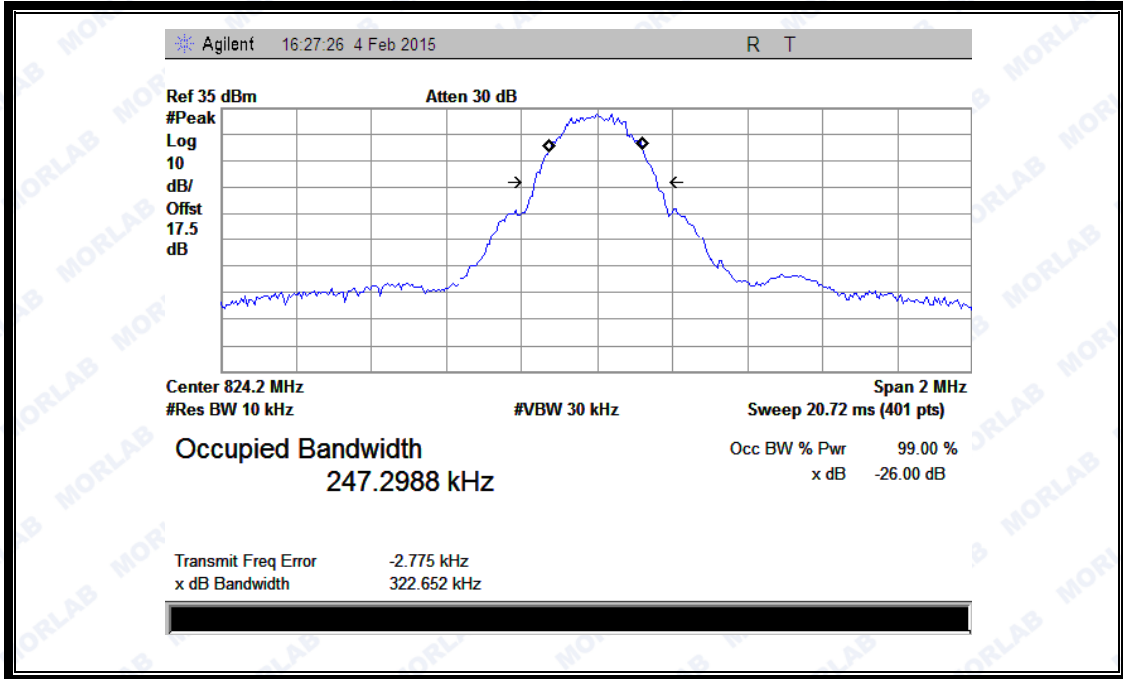 Agilent 16:27:26 4 Feb 2015 R T
Ref 35 dBm Atten 30 dB
#Peak
Log
10
dB/
Offst
17.5
dB
Center 824.2 MHz Span 2 MHz
#Res BW 10 kHz #VBW 30 kHz Sweep 20.72 ms (401 pts)
Occupied Bandwidth Occ BW % Pwr 99.00 %
247.2988 kHz x dB -26.00 dB
Transmit Freq Error -2.775 kHz
x dB Bandwidth 322.652 kHz
MORLAB